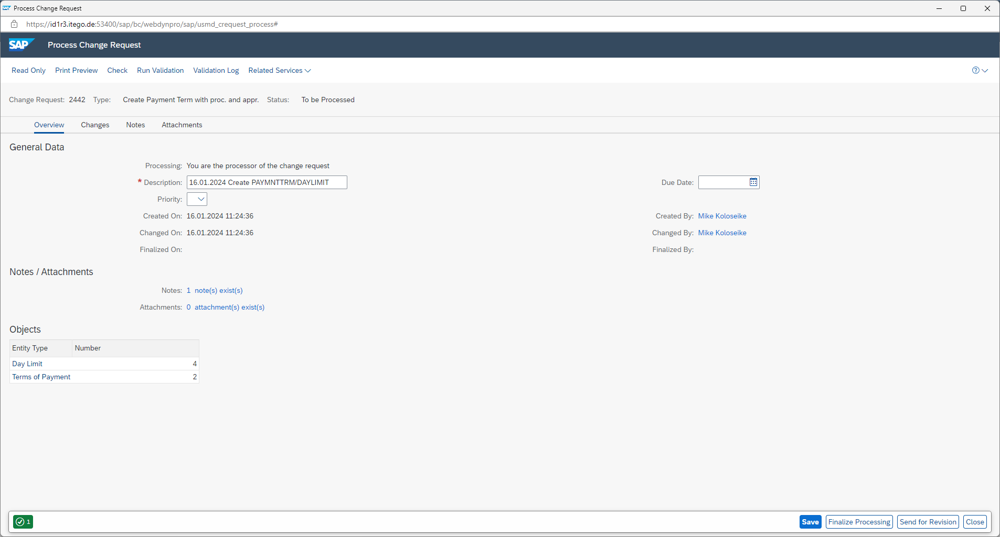 Process Change Request
https://id1r3.itego.de:53400/sap/bc/webdynpro/sap/usmd_crequest_process#
SAP Process Change Request
Read Only Print Preview Check Run Validation Validation Log Related Services
Change Request: 2442 Type: Create Payment Term with proc. and appr. Status: To be Processed
Overview Changes Notes Attachments
General Data
Processing: You are the processor of the change request
* Description: 16.01.2024 Create PAYMNTTRM/DAYLIMIT Due Date:
Priority:
Created On: 16.01.2024 11:24:36 Created By: Mike Koloseike
Changed On: 16.01.2024 11:24:36 Changed By: Mike Koloseike
Finalized On: Finalized By:
Notes / Attachments
Notes: 1 note(s) exist(s)
Attachments: 0 attachment(s) exist(s)
Objects
Entity Type Number
Day Limit 4
Terms of Payment 2
1 Save Finalize Processing Send for Revision Close